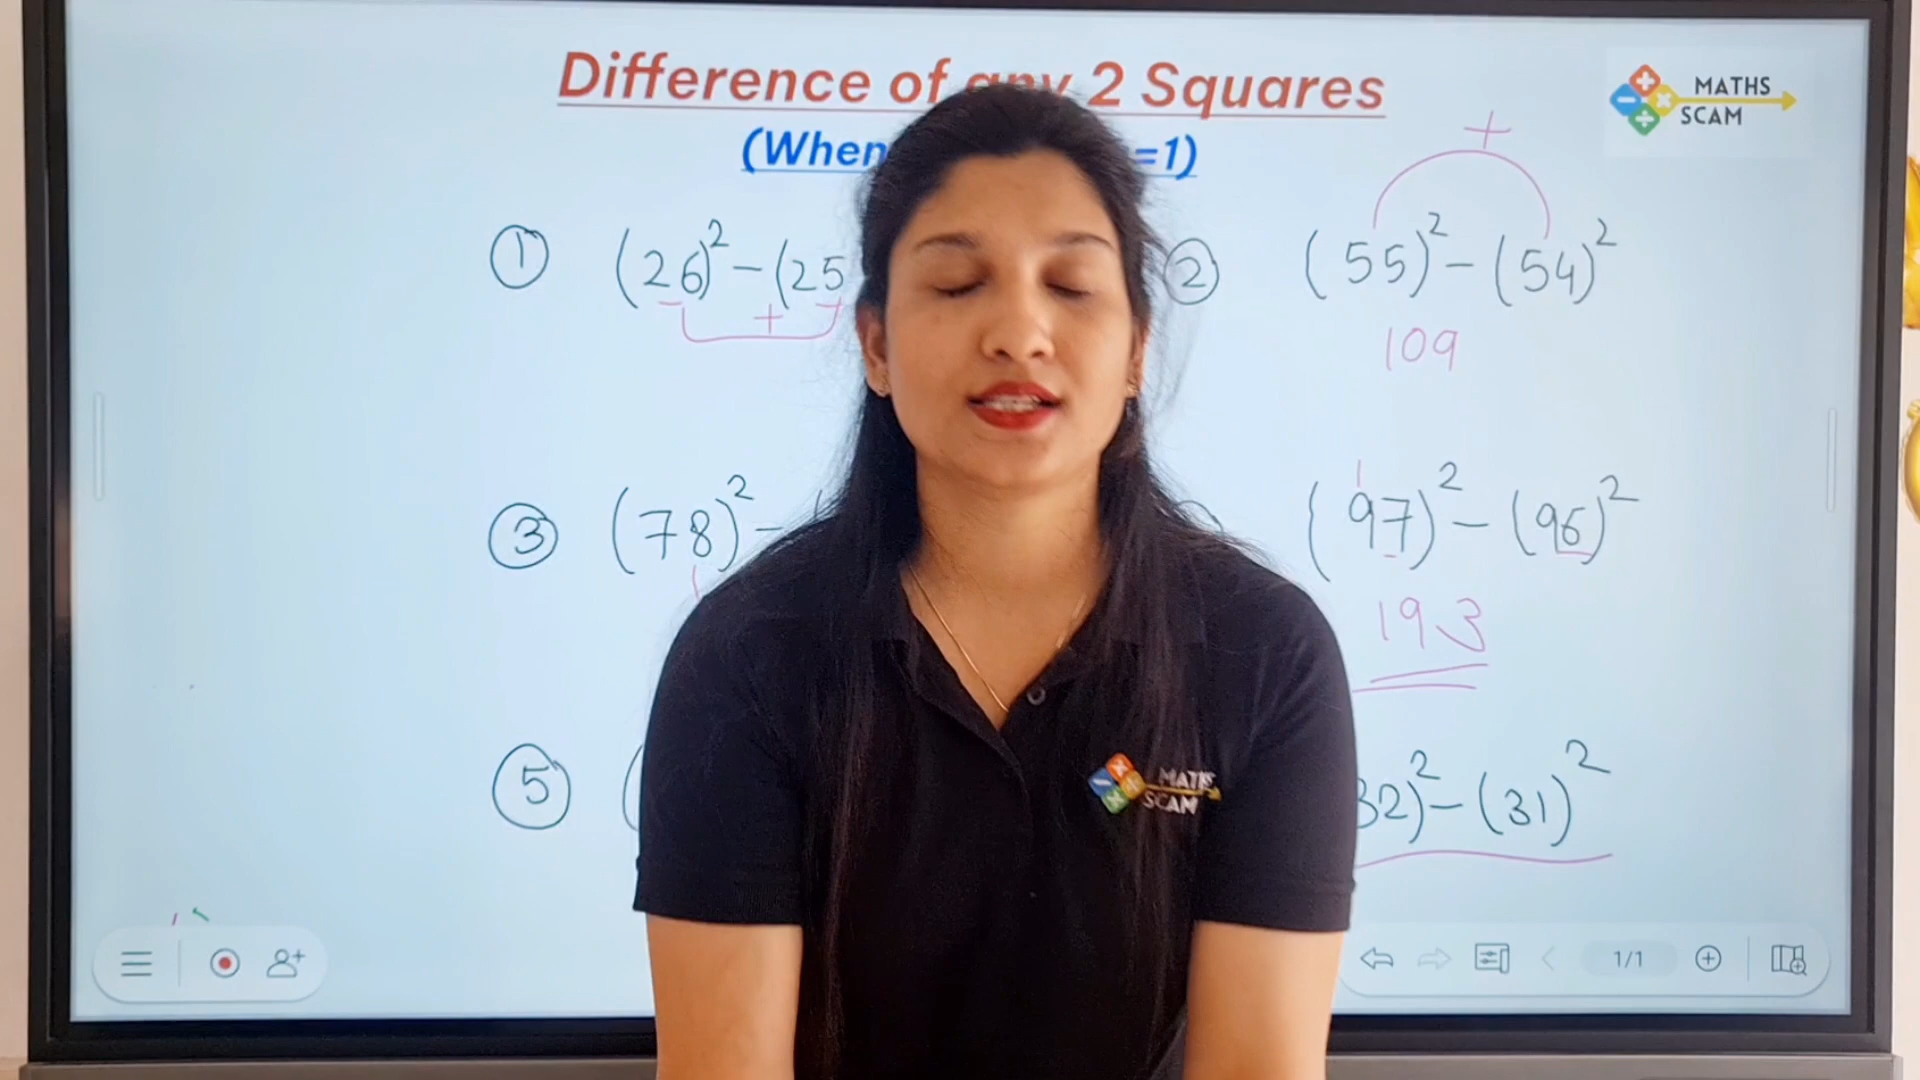 Difference of any 2 Squares
(When =1)
MATHS
SCAM
+
① (26)² - (25
+
② (55)² - (54)²
109
③ (78)² -
(97)² - (96)²
193
⑤ (
32)² - (31)²
MATHS
SCAM
1/1